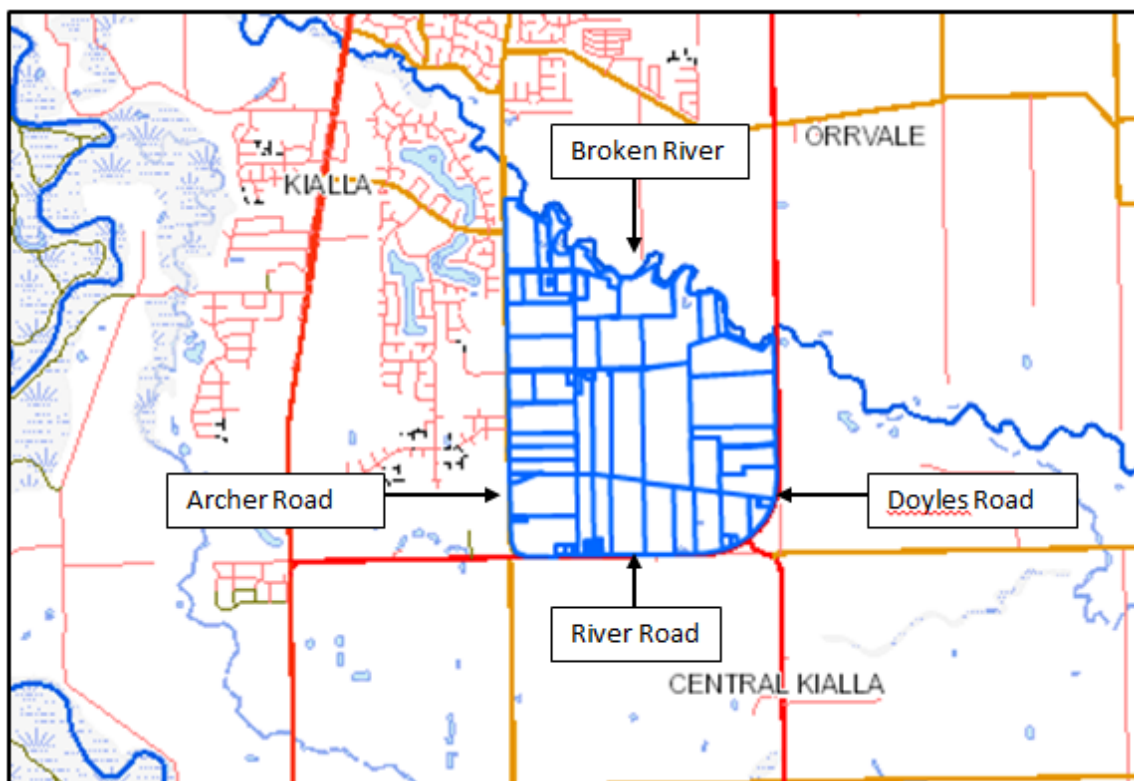 Broken River
ORRVALE
KIALLA
Archer Road
Doyles Road
River Road
CENTRAL KIALLA